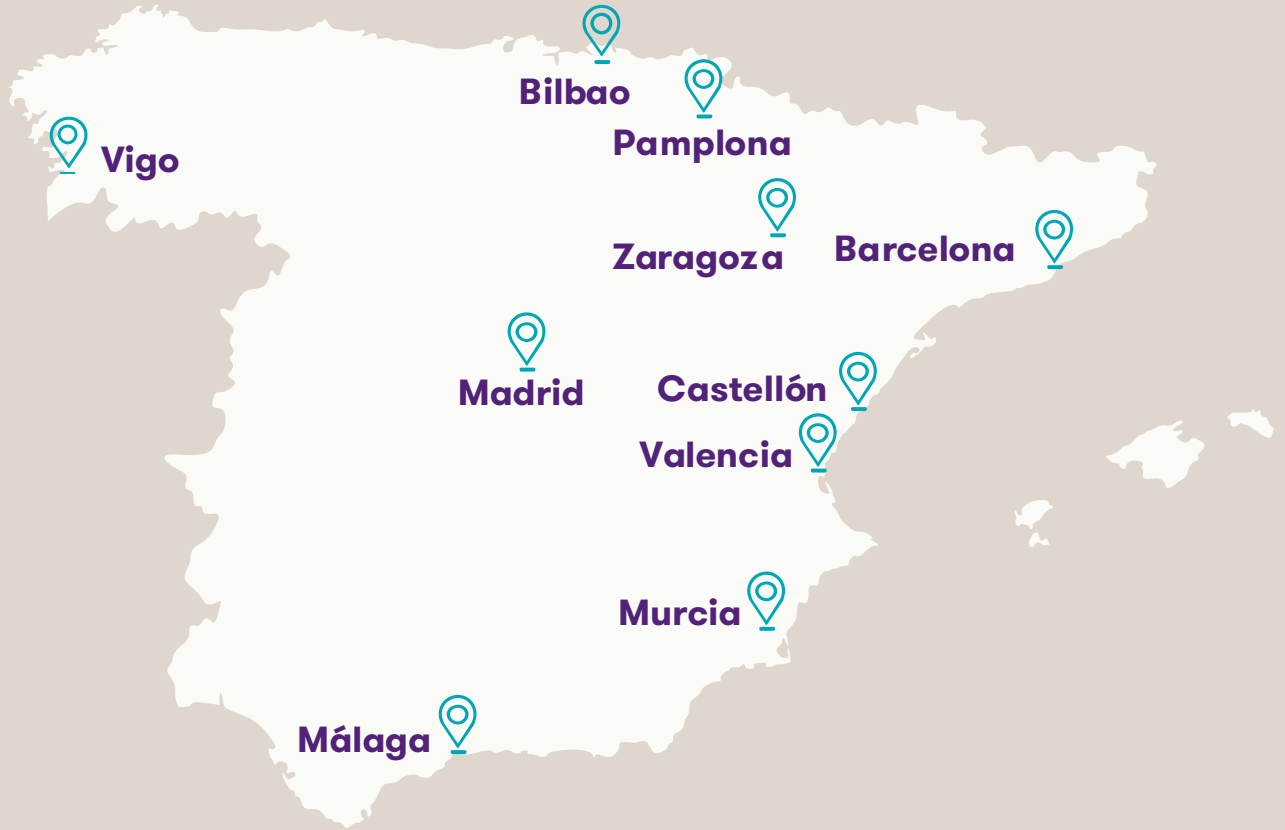 Bilbao
Pamplona
Vigo
Zaragoza
Barcelona
Madrid
Castellón
Valencia
Murcia
Málaga